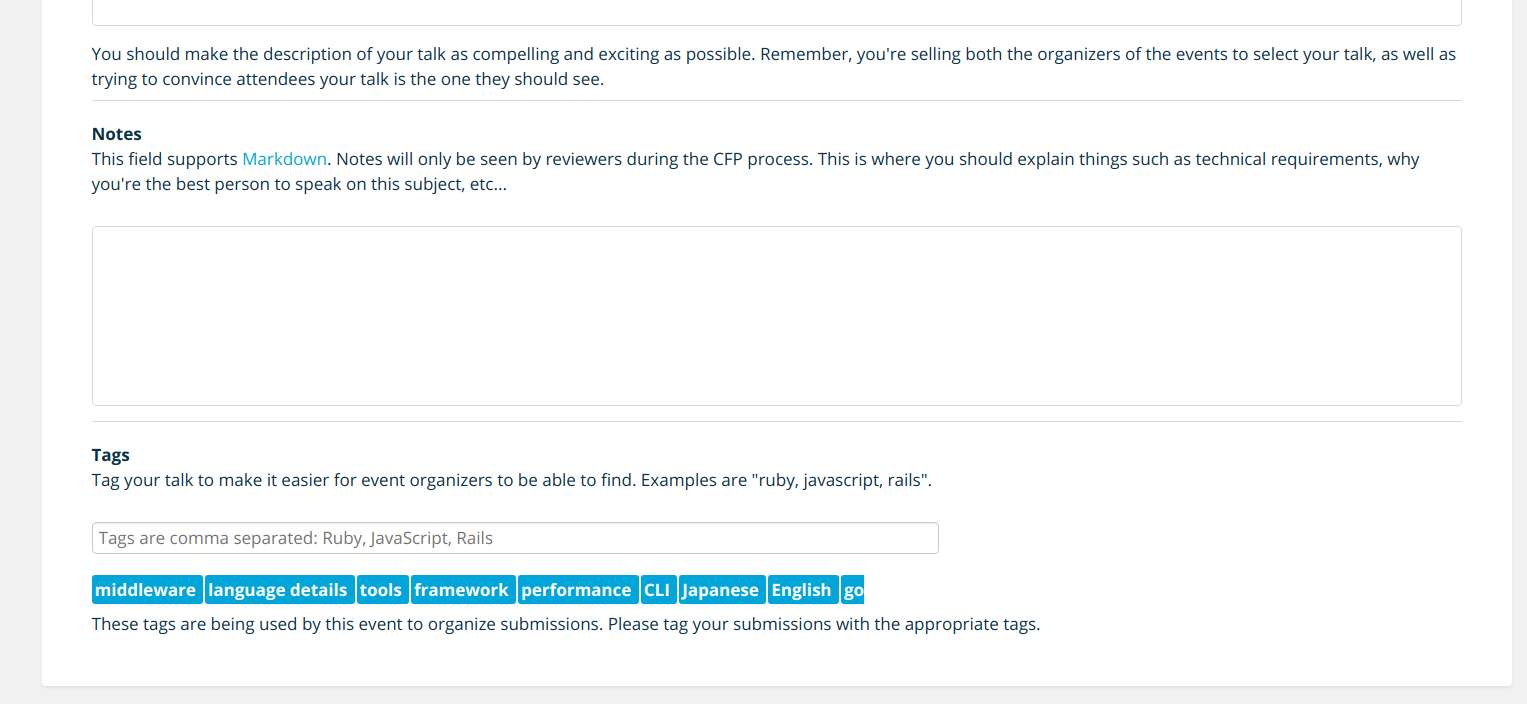 You should make the description of your talk as compelling and exciting as possible. Remember, you're selling both the organizers of the events to select your talk, as well as
trying to convince attendees your talk is the one they should see.
Notes
This field supports Markdown. Notes will only be seen by reviewers during the CFP process. This is where you should explain things such as technical requirements, why
you're the best person to speak on this subject, etc...
Tags
Tag your talk to make it easier for event organizers to be able to find. Examples are "ruby, javascript, rails".
Tags are comma separated: Ruby, JavaScript, Rails
middleware language details tools framework performance CLI Japanese English go
These tags are being used by this event to organize submissions. Please tag your submissions with the appropriate tags.